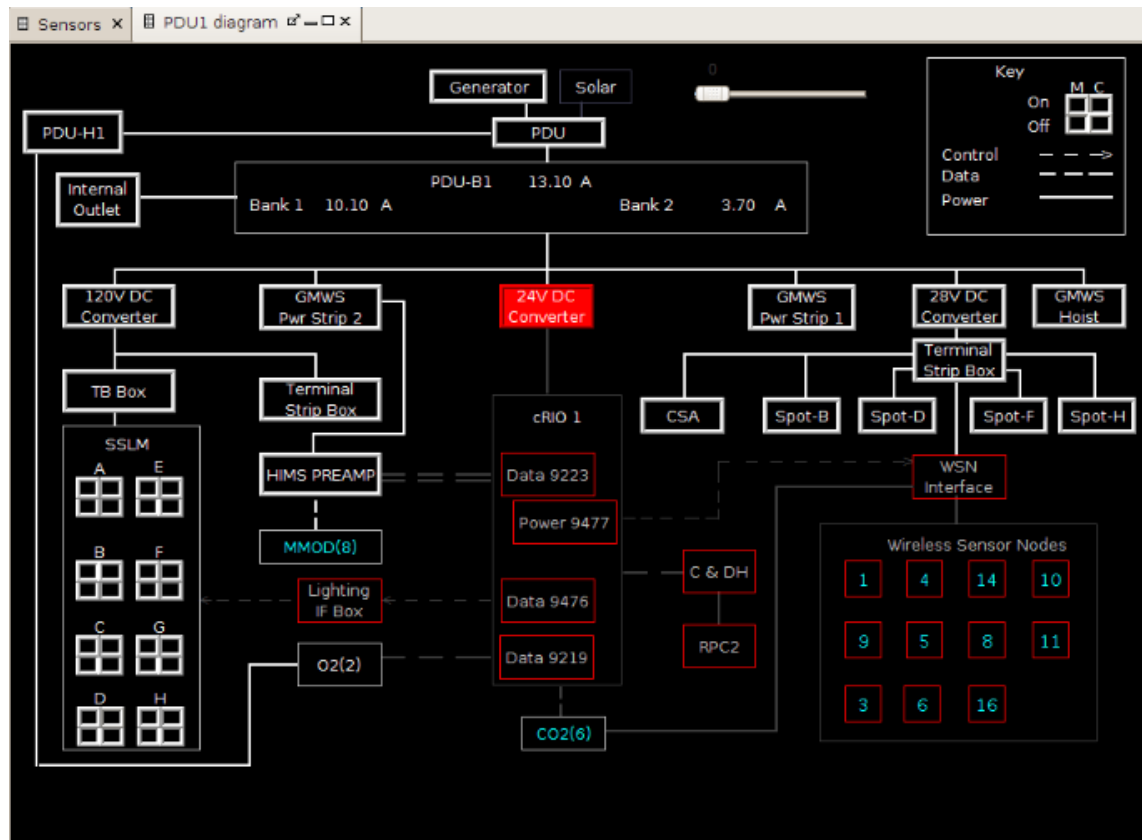 Sensors
PDU1 diagram
0
Key
M C
On
Off
Control
Data
Power
Generator
Solar
PDU-H1
PDU
PDU-B1 13.10 A
Bank 1 10.10 A
Bank 2 3.70 A
Internal
Outlet
120V DC
Converter
GMWS
Pwr Strip 2
24V DC
Converter
GMWS
Pwr Strip 1
28V DC
Converter
GMWS
Hoist
TB Box
Terminal
Strip Box
Terminal
Strip Box
CSA
Spot-B
Spot-D
Spot-F
Spot-H
SSLM
A
E
B
F
C
G
D
H
HIMS PREAMP
MMOD(8)
Lighting
IF Box
O2(2)
cRIO 1
Data 9223
Power 9477
Data 9476
Data 9219
CO2(6)
C & DH
RPC2
WSN
Interface
Wireless Sensor Nodes
1 4 14 10
9 5 8 11
3 6 16